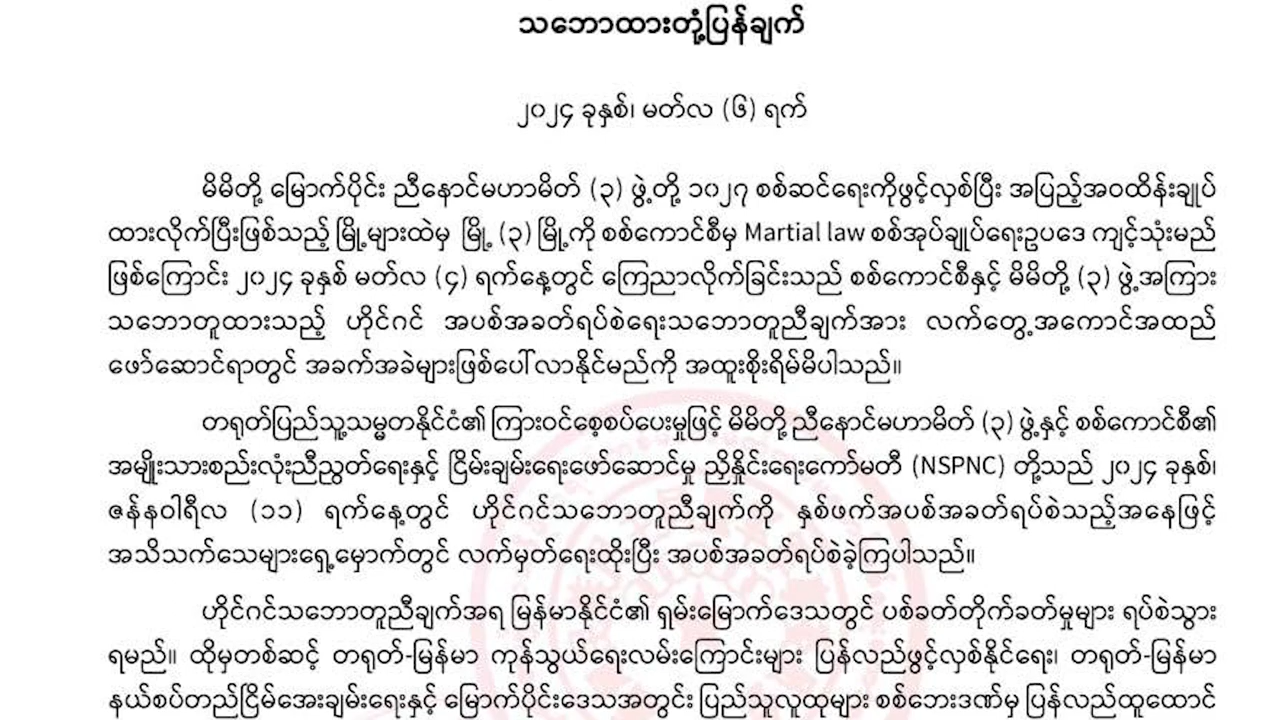 သဘောထားတုံ့ပြန်ချက်
၂၀၂၄ ခုနှစ်၊ မတ်လ (၆) ရက်
မိမိတို့ မြောက်ပိုင်း ညီနောင်မဟာမိတ် (၃) ဖွဲ့တို့ ၁၀၂၇ စစ်ဆင်ရေးကိုဖွင့်လှစ်ပြီး အပြည့်အဝထိန်းချုပ်
ထားလိုက်ပြီးဖြစ်သည့် မြို့များထဲမှ မြို့ (၃) မြို့ကို စစ်ကောင်စီမှ Martial law စစ်အုပ်ချုပ်ရေးဥပဒေ ကျင့်သုံးမည်
ဖြစ်ကြောင်း ၂၀၂၄ ခုနှစ် မတ်လ (၄) ရက်နေ့တွင် ကြေညာလိုက်ခြင်းသည် စစ်ကောင်စီနှင့် မိမိတို့ (၃) ဖွဲ့အကြား
သဘောတူထားသည့် ဟိုင်ဂင် အပစ်အခတ်ရပ်စဲရေးသဘောတူညီချက်အား လက်တွေ့အကောင်အထည်
ဖော်ဆောင်ရာတွင် အခက်အခဲများဖြစ်ပေါ်လာနိုင်မည်ကို အထူးစိုးရိမ်မိပါသည်။
တရုတ်ပြည်သူ့သမ္မတနိုင်ငံ၏ ကြားဝင်စေ့စပ်ပေးမှုဖြင့် မိမိတို့ညီနောင်မဟာမိတ် (၃) ဖွဲ့နှင့် စစ်ကောင်စီ၏
အမျိုးသားစည်းလုံးညီညွတ်ရေးနှင့် ငြိမ်းချမ်းရေးဖော်ဆောင်မှု ညှိနှိုင်းရေးကော်မတီ (NSPNC) တို့သည် ၂၀၂၄ ခုနှစ်၊
ဇန်နဝါရီလ (၁၁) ရက်နေ့တွင် ဟိုင်ဂင်သဘောတူညီချက်ကို နှစ်ဖက်အပစ်အခတ်ရပ်စဲသည့်အနေဖြင့်
အသိသက်သေများရှေ့မှောက်တွင် လက်မှတ်ရေးထိုးပြီး အပစ်အခတ်ရပ်စဲခဲ့ကြပါသည်။
ဟိုင်ဂင်သဘောတူညီချက်အရ မြန်မာနိုင်ငံ၏ ရှမ်းမြောက်ဒေသတွင် ပစ်ခတ်တိုက်ခတ်မှုများ ရပ်စဲသွား
ရမည်။ ထိုမှတစ်ဆင့် တရုတ်-မြန်မာ ကုန်သွယ်ရေးလမ်းကြောင်းများ ပြန်လည်ဖွင့်လှစ်နိုင်ရေး၊ တရုတ်-မြန်မာ
နယ်စပ်တည်ငြိမ်အေးချမ်းရေးနှင့် မြောက်ပိုင်းဒေသအတွင်း ပြည်သူလူထုများ စစ်ဘေးဒဏ်မှ ပြန်လည်ထူထောင်